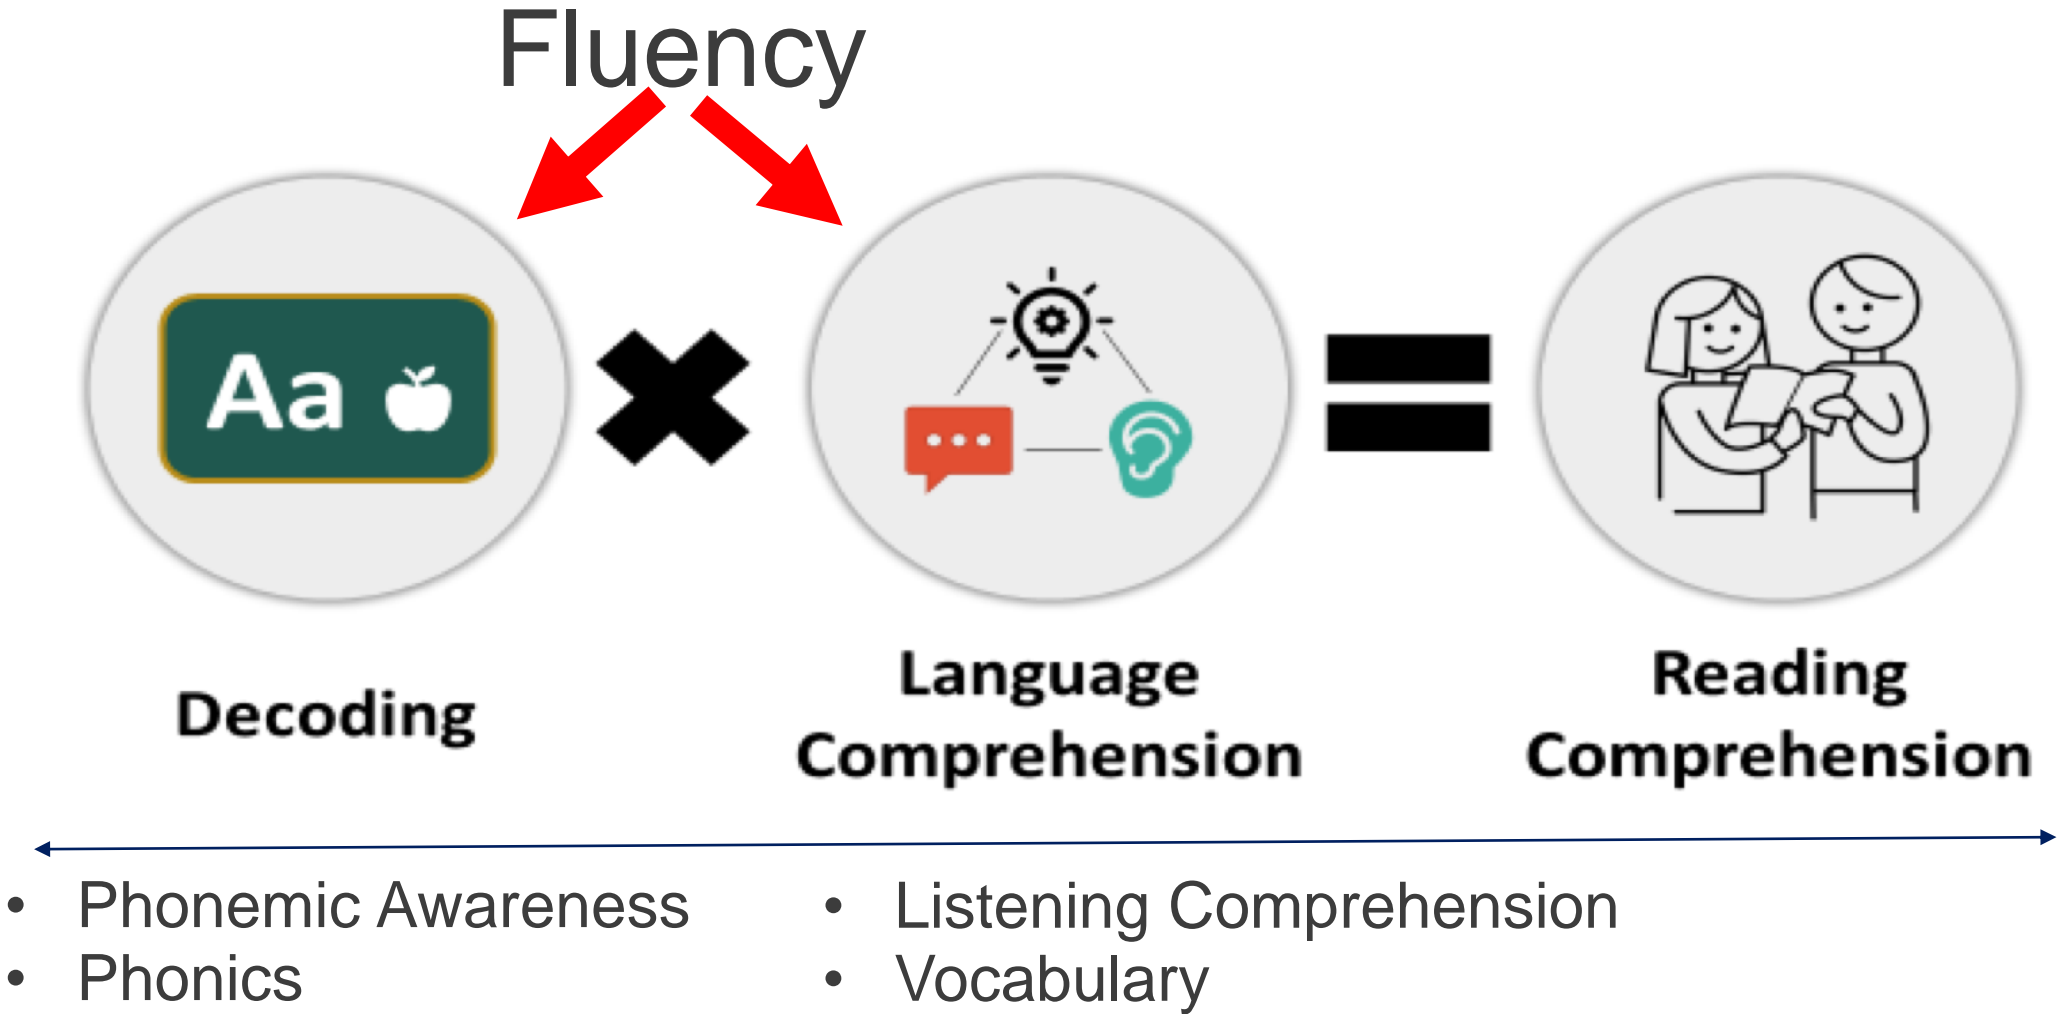 Fluency
Aa
Decoding
Language
Comprehension
Reading
Comprehension
• Phonemic Awareness
• Phonics
• Listening Comprehension
• Vocabulary